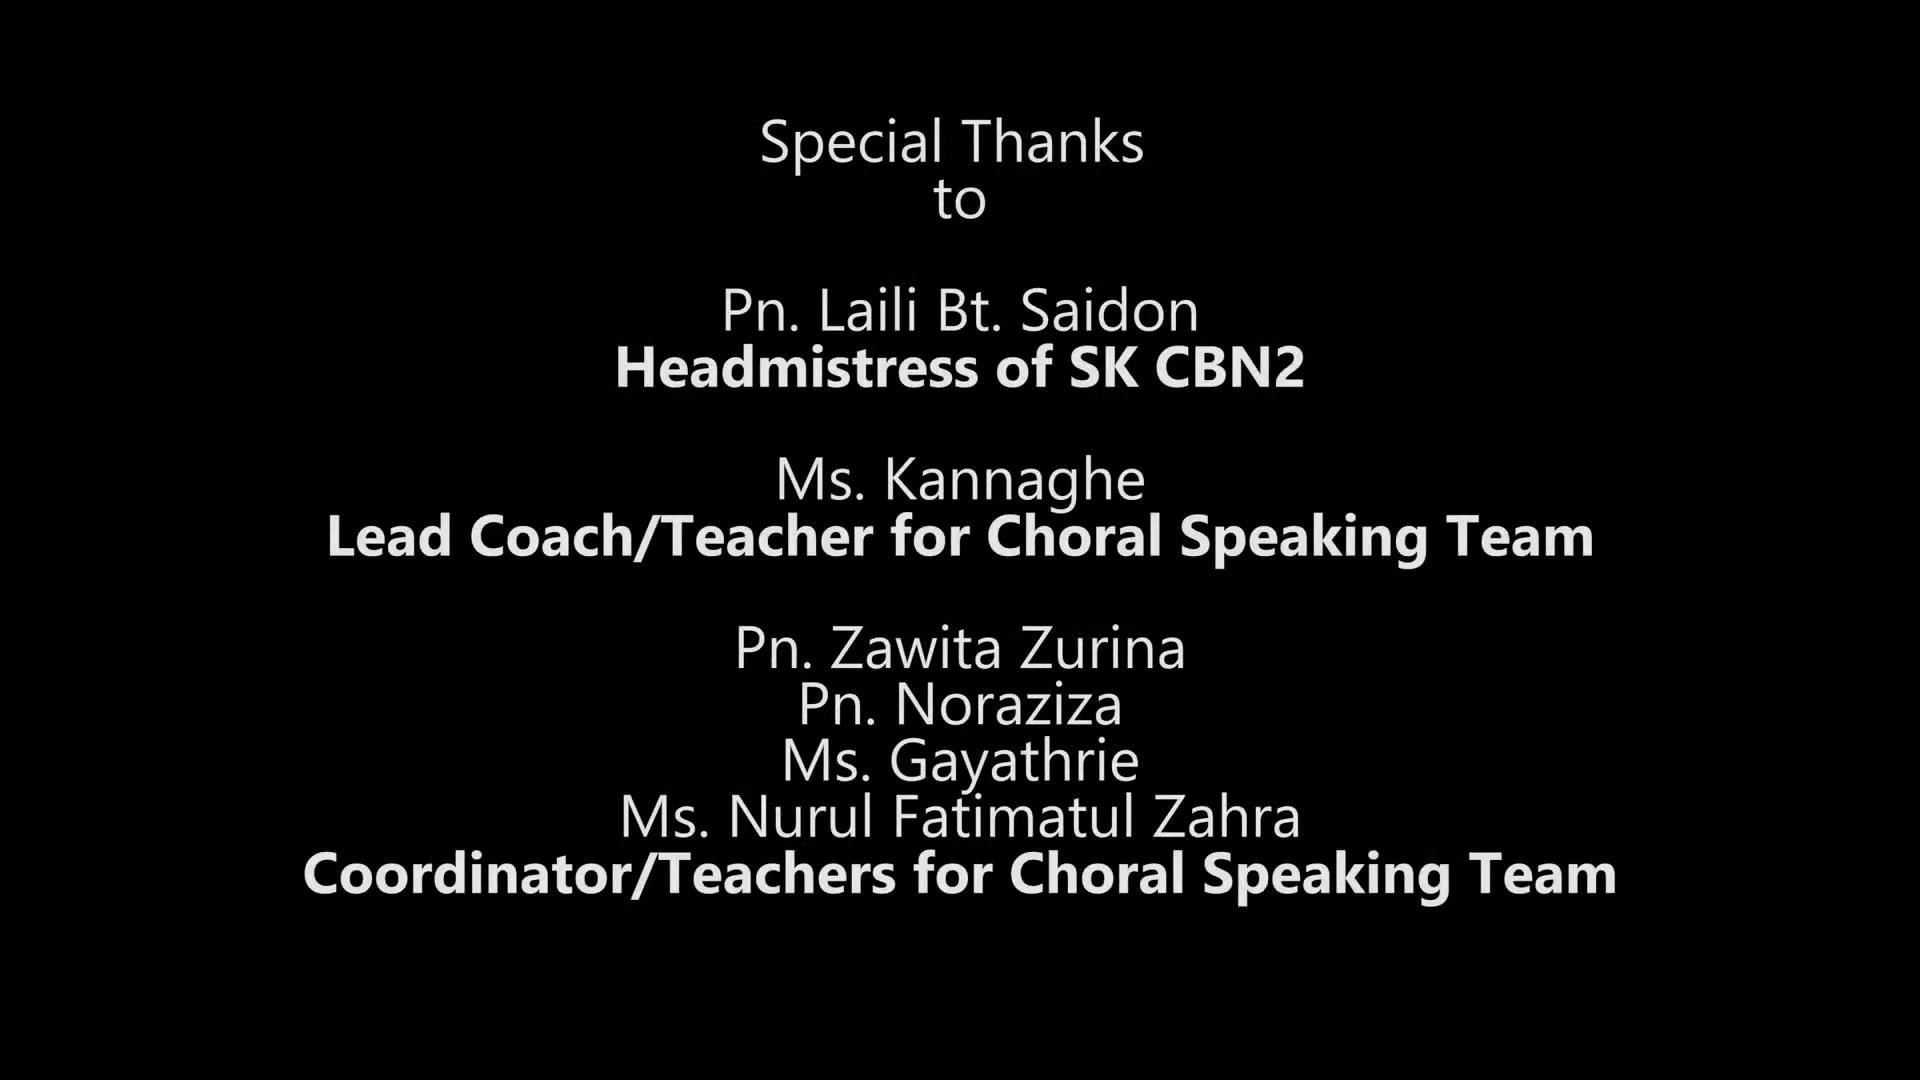 Special Thanks
to
Pn. Laili Bt. Saidon
Headmistress of SK CBN2
Ms. Kannaghe
Lead Coach/Teacher for Choral Speaking Team
Pn. Zawita Zurina
Pn. Noraziza
Ms. Gayathrie
Ms. Nurul Fatimatul Zahra
Coordinator/Teachers for Choral Speaking Team